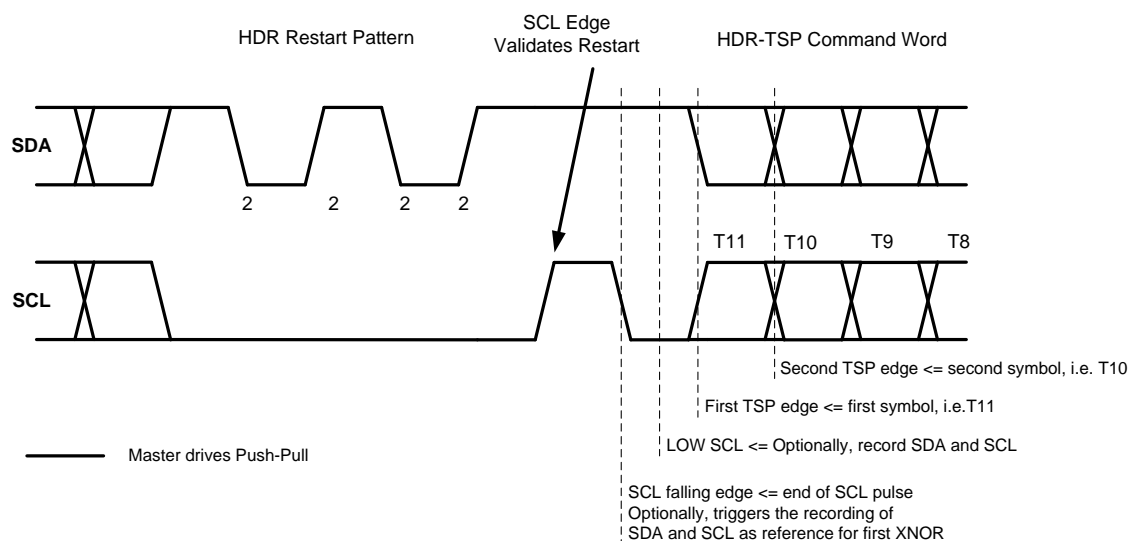 HDR Restart Pattern
SCL Edge
Validates Restart
HDR-TSP Command Word
SDA
2 2 2 2
T11 T10 T9 T8
SCL
Second TSP edge <= second symbol, i.e. T10
First TSP edge <= first symbol, i.e.T11
LOW SCL <= Optionally, record SDA and SCL
Master drives Push-Pull
SCL falling edge <= end of SCL pulse
Optionally, triggers the recording of
SDA and SCL as reference for first XNOR